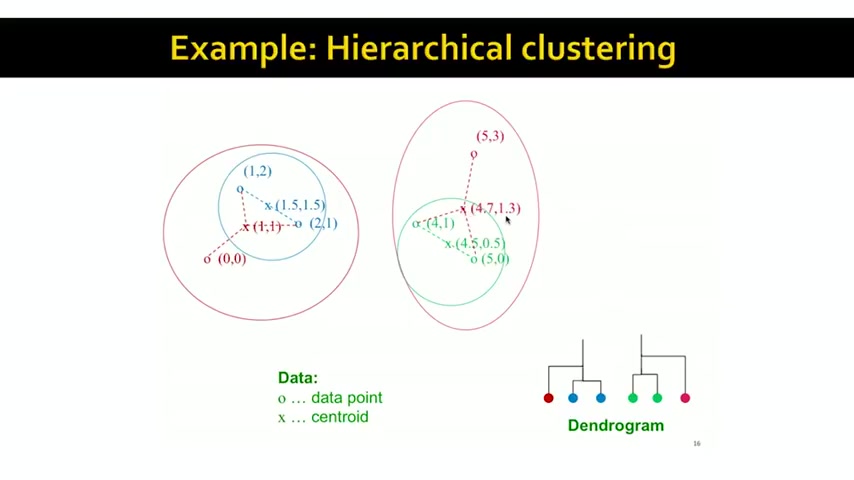 Example: Hierarchical clustering
(5,3)
o
(1,2)
o
x (1.5,1.5)
x (4.7,1.3)
x (1,1)
o (2,1)
o (4,1)
x (4.5,0.5)
o (0,0)
o (5,0)
Data:
o … data point
x … centroid
Dendrogram
16